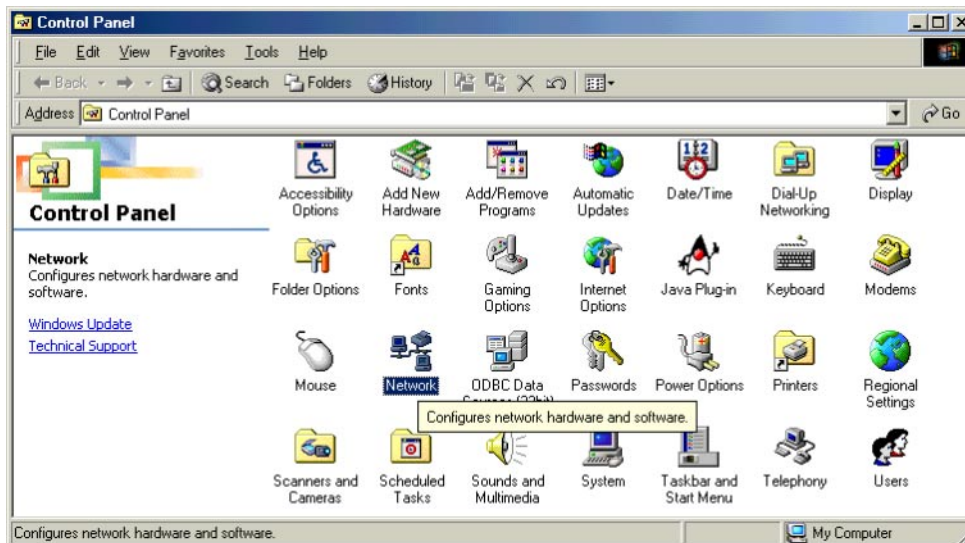 Control Panel
File Edit View Favorites Tools Help
Back Search Folders History
Address Control Panel Go
Control Panel
Network
Configures network hardware and
software.
Windows Update
Technical Support
Accessibility
Options
Add New
Hardware
Add/Remove
Programs
Automatic
Updates
Date/Time
Dial-Up
Networking
Display
Folder Options
Fonts
Gaming
Options
Internet
Options
Java Plug-in
Keyboard
Modems
Mouse
Network
ODBC Data
Sources (32bit)
Passwords
Power Options
Printers
Regional
Settings
Configures network hardware and software.
Scanners and
Cameras
Scheduled
Tasks
Sounds and
Multimedia
System
Taskbar and
Start Menu
Telephony
Users
Configures network hardware and software.
My Computer